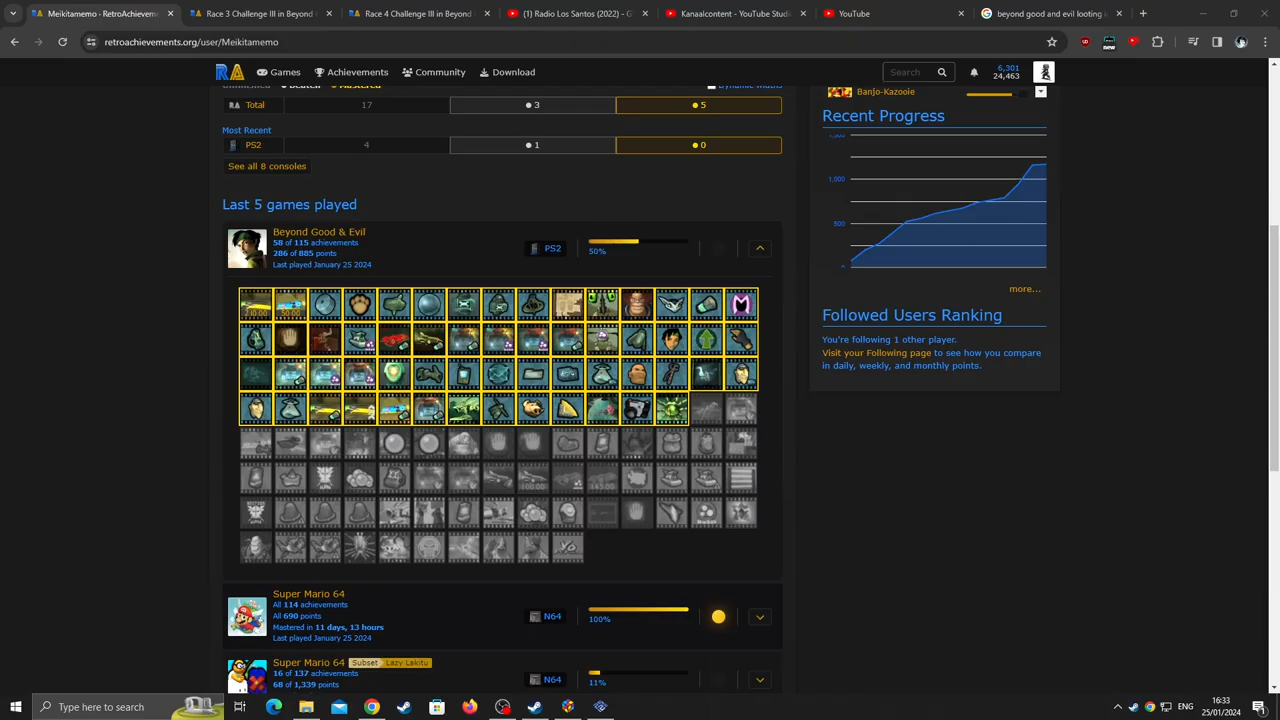 Meikitamemo - RetroAchieveme
Race 3 Challenge III in Beyond
Race 4 Challenge III in Beyond
(1) Radio Los Santos (2022) - G
Kanaalcontent - YouTube Studi
YouTube
beyond good and evil looting
retroachievements.org/user/Meikitamemo
RA Games Achievements Community Download
Search
6,301
24,463
Total 17 3 5
Most Recent
PS2 4 1 0
See all 8 consoles
Last 5 games played
Beyond Good & Evil
58 of 115 achievements
286 of 885 points
Last played January 25 2024
PS2
50%
Super Mario 64
All 114 achievements
All 690 points
Mastered in 11 days, 13 hours
Last played January 25 2024
N64
100%
Super Mario 64 Subset Lazy Lakitu
16 of 137 achievements
68 of 1,339 points
N64
11%
Banjo-Kazooie
Recent Progress
1,000
500
0
more...
Followed Users Ranking
You're following 1 other player.
Visit your Following page to see how you compare
in daily, weekly, and monthly points.
Type here to search
ENG
16:33
25/01/2024